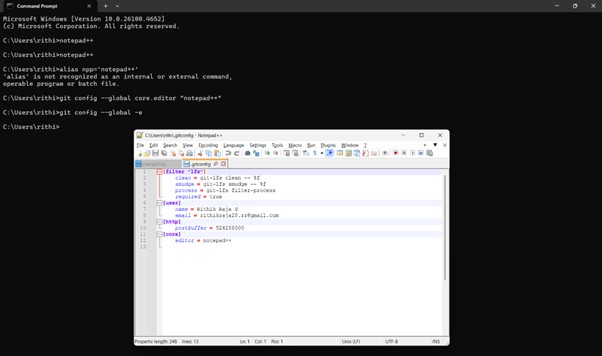 Command Prompt
Microsoft Windows [Version 10.0.26100.4652]
(c) Microsoft Corporation. All rights reserved.
C:\Users\rithi>notepad++
C:\Users\rithi>notepad++
C:\Users\rithi>alias npp='notepad++'
'alias' is not recognized as an internal or external command,
operable program or batch file.
C:\Users\rithi>git config --global core.editor "notepad++"
C:\Users\rithi>git config --global -e
C:\Users\rithi>
C:\Users\rithi\.gitconfig - Notepad++
File Edit Search View Encoding Language Settings Tools Macro Run Plugins Window ?
change.log .gitconfig
1 [filter "lfs"]
2 clean = git-lfs clean -- %f
3 smudge = git-lfs smudge -- %f
4 process = git-lfs filter-process
5 required = true
6 [user]
7 name = Rithik Raja S
8 email = rithikraja28.rr@gmail.com
9 [http]
10 postbuffer = 524288000
11 [core]
12 editor = notepad++
13
Properties length: 248 lines: 13 Ln: 1 Col: 1 Pos: 1 Unix (LF) UTF-8 INS